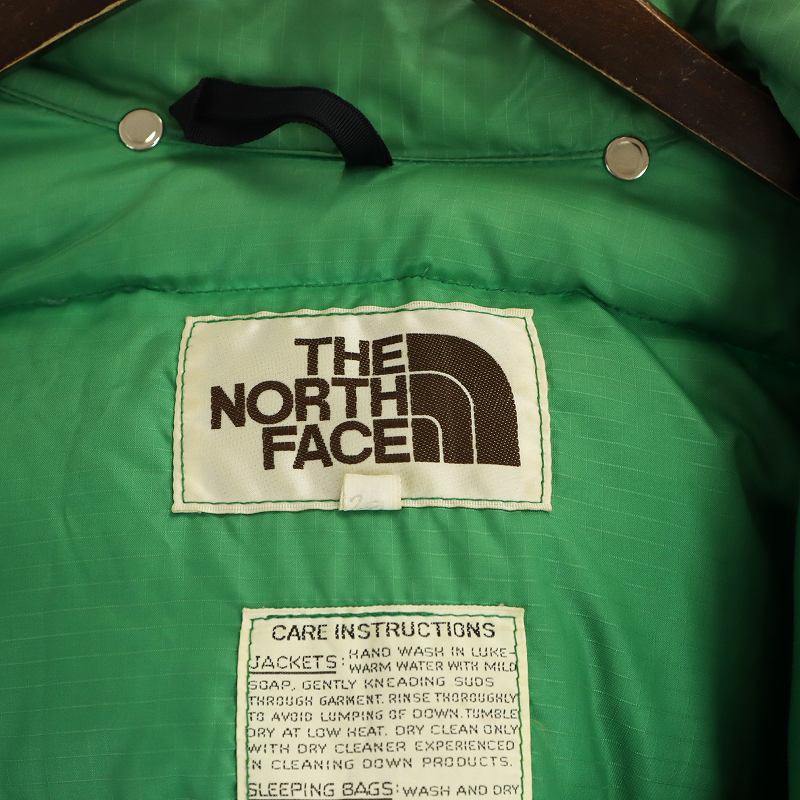 THE
NORTH
FACE
CARE INSTRUCTIONS
JACKETS: HAND WASH IN LUKE-
WARM WATER WITH MILD
SOAP, GENTLY KNEADING SUDS
THROUGH GARMENT. RINSE THOROUGHLY
TO AVOID LUMPING OF DOWN. TUMBLE
DRY AT LOW HEAT. DRY CLEAN ONLY
WITH DRY CLEANER EXPERIENCED
IN CLEANING DOWN PRODUCTS.
SLEEPING BAGS: WASH AND DRY